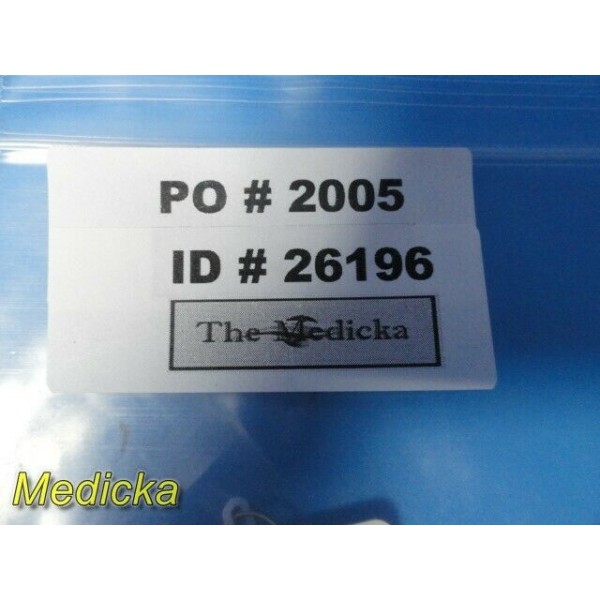 PO # 2005
ID # 26196
The Medicka
Medicka